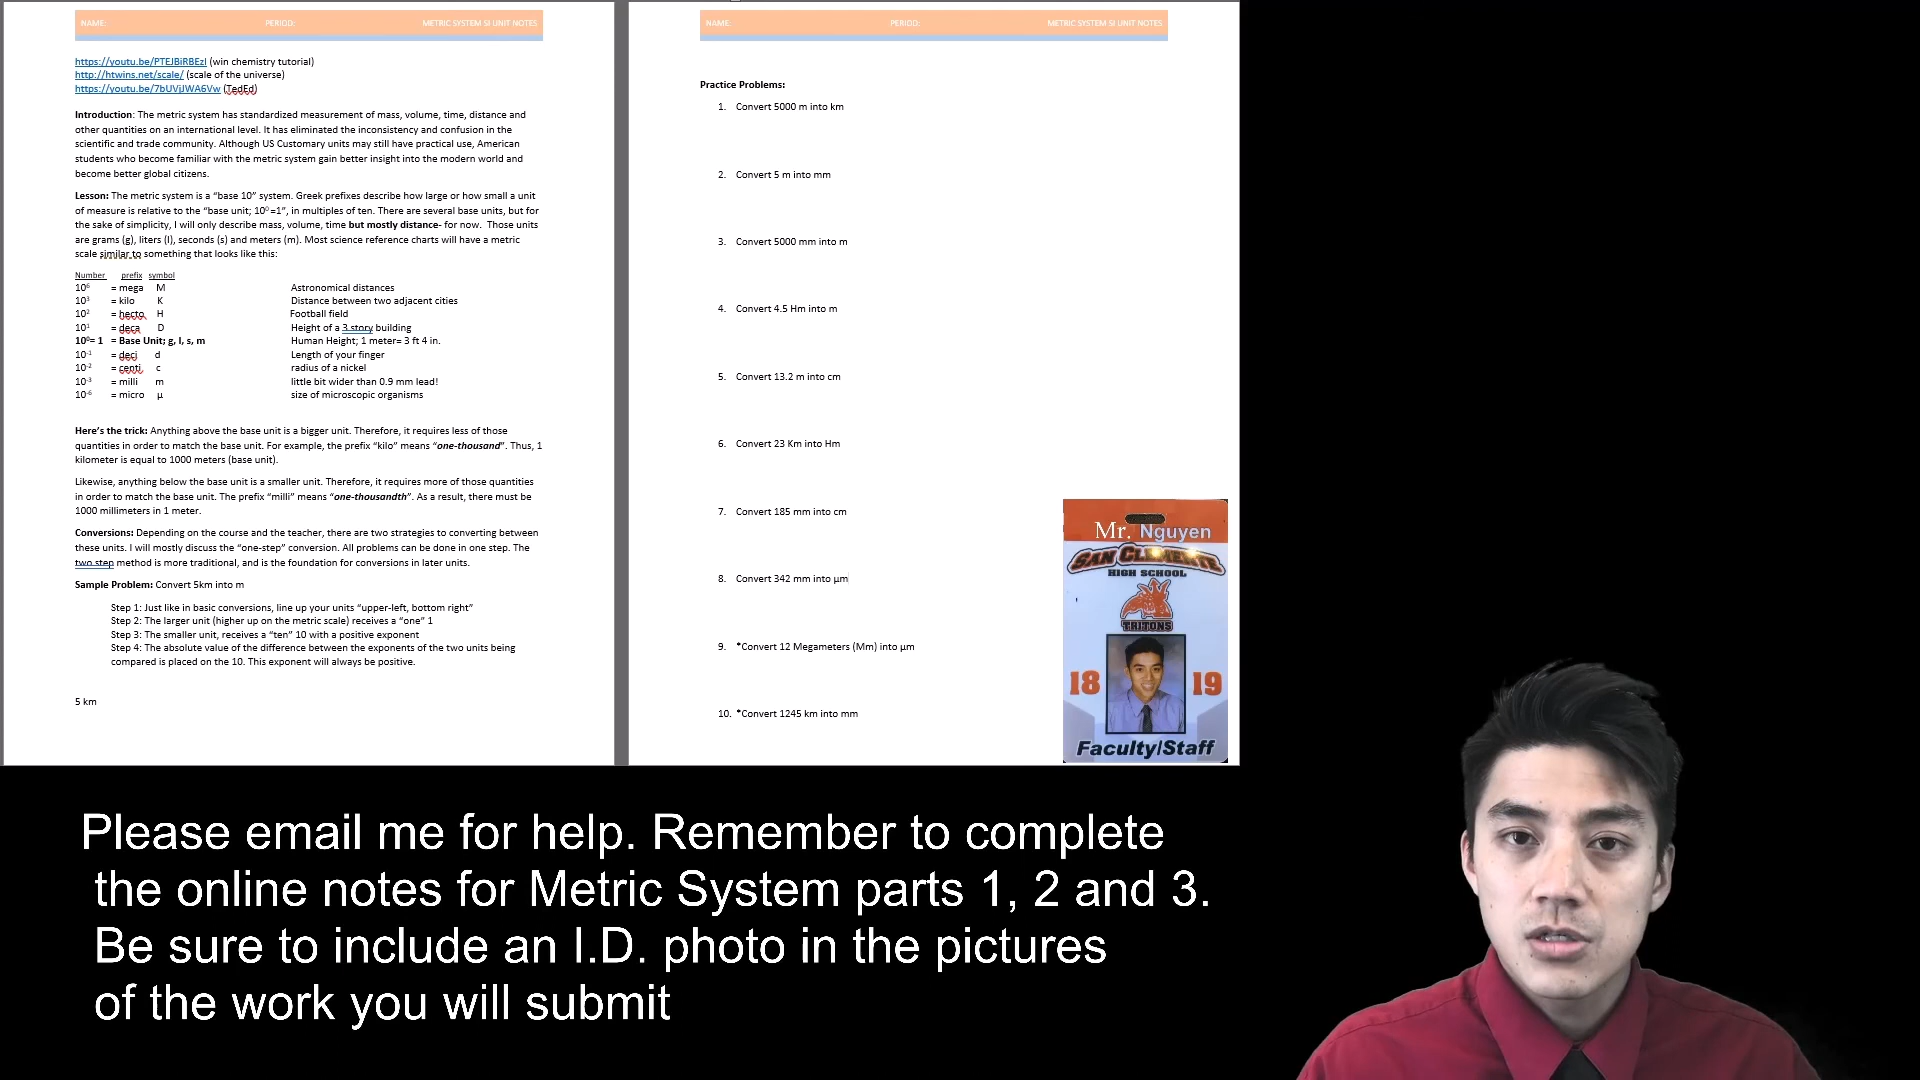 NAME: PERIOD: METRIC SYSTEM SI UNIT NOTES
https://youtu.be/PTEJBiRBEzI (win chemistry tutorial)
http://htwins.net/scale/ (scale of the universe)
https://youtu.be/7bUVjJWA6Vw (TedEd)
Introduction: The metric system has standardized measurement of mass, volume, time, distance and
other quantities on an international level. It has eliminated the inconsistency and confusion in the
scientific and trade community. Although US Customary units may still have practical use, American
students who become familiar with the metric system gain better insight into the modern world and
become better global citizens.
Lesson: The metric system is a “base 10” system. Greek prefixes describe how large or how small a unit
of measure is relative to the “base unit; 10⁰=1”, in multiples of ten. There are several base units, but for
the sake of simplicity, I will only describe mass, volume, time but mostly distance- for now. Those units
are grams (g), liters (l), seconds (s) and meters (m). Most science reference charts will have a metric
scale similar to something that looks like this:
Number prefix symbol
10⁶ = mega M Astronomical distances
10³ = kilo K Distance between two adjacent cities
10² = hecto H Football field
10¹ = deca D Height of a 3 story building
10⁰= 1 = Base Unit; g, l, s, m Human Height; 1 meter= 3 ft 4 in.
10⁻¹ = deci d Length of your finger
10⁻² = centi c radius of a nickel
10⁻³ = milli m little bit wider than 0.9 mm lead!
10⁻⁶ = micro µ size of microscopic organisms
Here’s the trick: Anything above the base unit is a bigger unit. Therefore, it requires less of those
quantities in order to match the base unit. For example, the prefix “kilo” means “one-thousand”. Thus, 1
kilometer is equal to 1000 meters (base unit).
Likewise, anything below the base unit is a smaller unit. Therefore, it requires more of those quantities
in order to match the base unit. The prefix “milli” means “one-thousandth”. As a result, there must be
1000 millimeters in 1 meter.
Conversions: Depending on the course and the teacher, there are two strategies to converting between
these units. I will mostly discuss the “one-step” conversion. All problems can be done in one step. The
two step method is more traditional, and is the foundation for conversions in later units.
Sample Problem: Convert 5km into m
Step 1: Just like in basic conversions, line up your units “upper-left, bottom right”
Step 2: The larger unit (higher up on the metric scale) receives a “one” 1
Step 3: The smaller unit, receives a “ten” 10 with a positive exponent
Step 4: The absolute value of the difference between the exponents of the two units being
compared is placed on the 10. This exponent will always be positive.
5 km
NAME: PERIOD: METRIC SYSTEM SI UNIT NOTES
Practice Problems:
1. Convert 5000 m into km
2. Convert 5 m into mm
3. Convert 5000 mm into m
4. Convert 4.5 Hm into m
5. Convert 13.2 m into cm
6. Convert 23 Km into Hm
7. Convert 185 mm into cm
8. Convert 342 mm into µm
9. *Convert 12 Megameters (Mm) into µm
10. *Convert 1245 km into mm
Mr. Nguyen
SAN CLEMENTE
HIGH SCHOOL
TRITONS
18 19
Faculty/Staff
Please email me for help. Remember to complete
the online notes for Metric System parts 1, 2 and 3.
Be sure to include an I.D. photo in the pictures
of the work you will submit